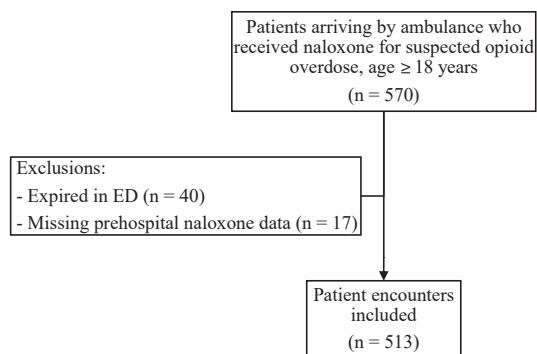 Patients arriving by ambulance who
received naloxone for suspected opioid
overdose, age ≥ 18 years
(n = 570)
Exclusions:
- Expired in ED (n = 40)
- Missing prehospital naloxone data (n = 17)
Patient encounters
included
(n = 513)